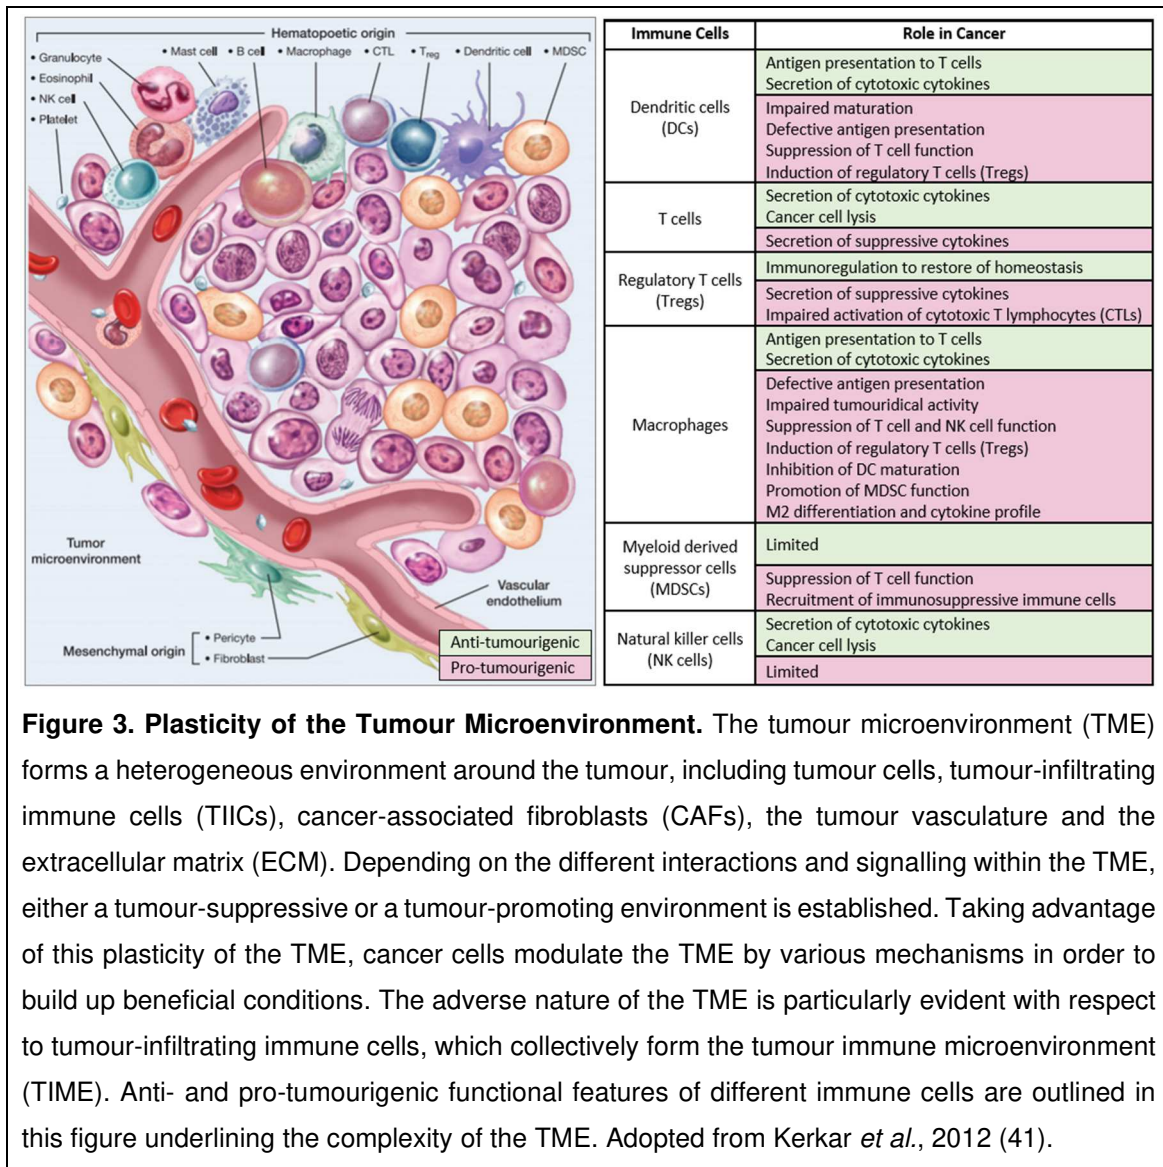 Hematopoetic origin
• Granulocyte
• Eosinophil
• NK cell
• Platelet
• Mast cell • B cell • Macrophage • CTL • Treg • Dendritic cell • MDSC
Tumor
microenvironment
Vascular
endothelium
Mesenchymal origin
• Pericyte
• Fibroblast
Anti-tumourigenic
Pro-tumourigenic
Immune Cells Role in Cancer
Dendritic cells
(DCs)
Antigen presentation to T cells
Secretion of cytotoxic cytokines
Impaired maturation
Defective antigen presentation
Suppression of T cell function
Induction of regulatory T cells (Tregs)
T cells
Secretion of cytotoxic cytokines
Cancer cell lysis
Secretion of suppressive cytokines
Regulatory T cells
(Tregs)
Immunoregulation to restore of homeostasis
Secretion of suppressive cytokines
Impaired activation of cytotoxic T lymphocytes (CTLs)
Macrophages
Antigen presentation to T cells
Secretion of cytotoxic cytokines
Defective antigen presentation
Impaired tumouridical activity
Suppression of T cell and NK cell function
Induction of regulatory T cells (Tregs)
Inhibition of DC maturation
Promotion of MDSC function
M2 differentiation and cytokine profile
Myeloid derived
suppressor cells
(MDSCs)
Limited
Suppression of T cell function
Recruitment of immunosuppressive immune cells
Natural killer cells
(NK cells)
Secretion of cytotoxic cytokines
Cancer cell lysis
Limited
Figure 3. Plasticity of the Tumour Microenvironment. The tumour microenvironment (TME)
forms a heterogeneous environment around the tumour, including tumour cells, tumour-infiltrating
immune cells (TIICs), cancer-associated fibroblasts (CAFs), the tumour vasculature and the
extracellular matrix (ECM). Depending on the different interactions and signalling within the TME,
either a tumour-suppressive or a tumour-promoting environment is established. Taking advantage
of this plasticity of the TME, cancer cells modulate the TME by various mechanisms in order to
build up beneficial conditions. The adverse nature of the TME is particularly evident with respect
to tumour-infiltrating immune cells, which collectively form the tumour immune microenvironment
(TIME). Anti- and pro-tumourigenic functional features of different immune cells are outlined in
this figure underlining the complexity of the TME. Adopted from Kerkar et al., 2012 (41).